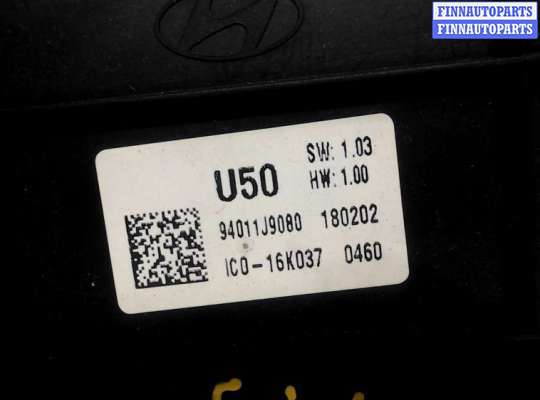 FINNAUTOPARTS
FINNAUTOPARTS
U50
SW: 1.03
HW: 1.00
94011J9080 180202
ICO-16K037 0460